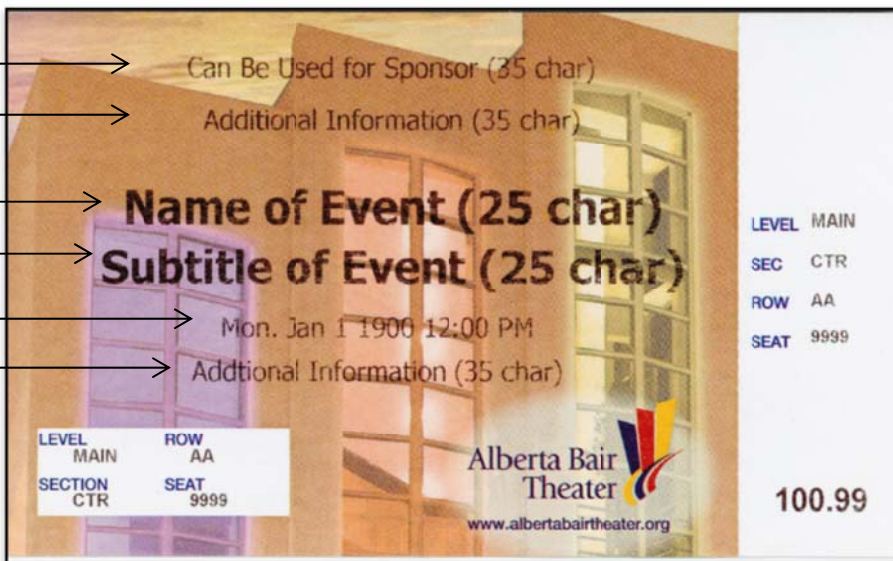 Can Be Used for Sponsor (35 char)
Additional Information (35 char)
Name of Event (25 char)
Subtitle of Event (25 char)
Mon. Jan 1 1900 12:00 PM
Addtional Information (35 char)
LEVEL ROW
MAIN AA
SECTION SEAT
CTR 9999
Alberta Bair
Theater
www.albertabairtheater.org
LEVEL MAIN
SEC CTR
ROW AA
SEAT 9999
100.99